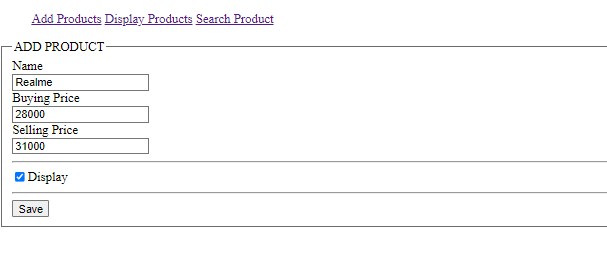 Add Products Display Products Search Product
ADD PRODUCT
Name
Realme
Buying Price
28000
Selling Price
31000
Display
Save